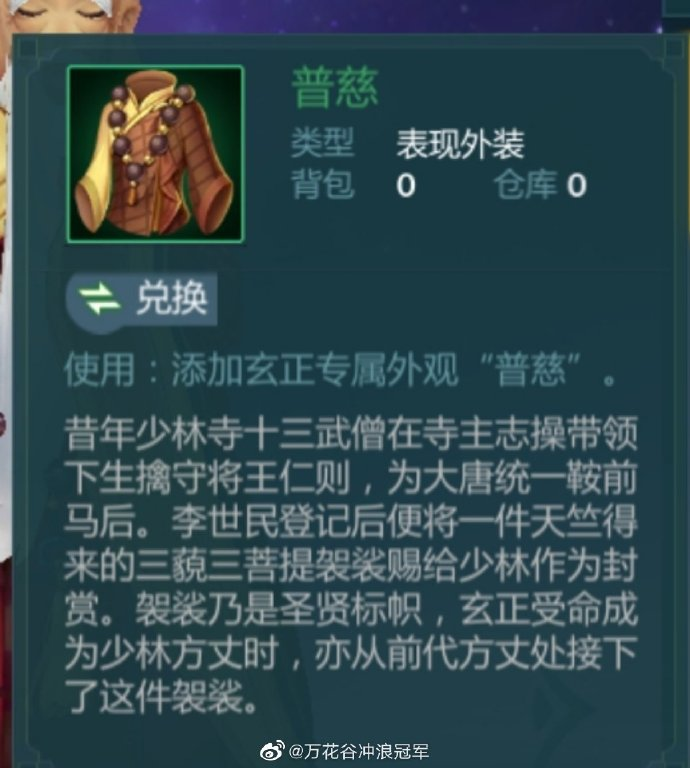 普慈
类型 表现外装
背包 0 仓库 0
兑换
使用：添加玄正专属外观“普慈”。
昔年少林寺十三武僧在寺主志操带领
下生擒守将王仁则，为大唐统一鞍前
马后。李世民登记后便将一件天竺得
来的三藐三菩提袈裟赐给少林作为封
赏。袈裟乃是圣贤标帜，玄正受命成
为少林方丈时，亦从前代方丈处接下
了这件袈裟。
@万花谷冲浪冠军